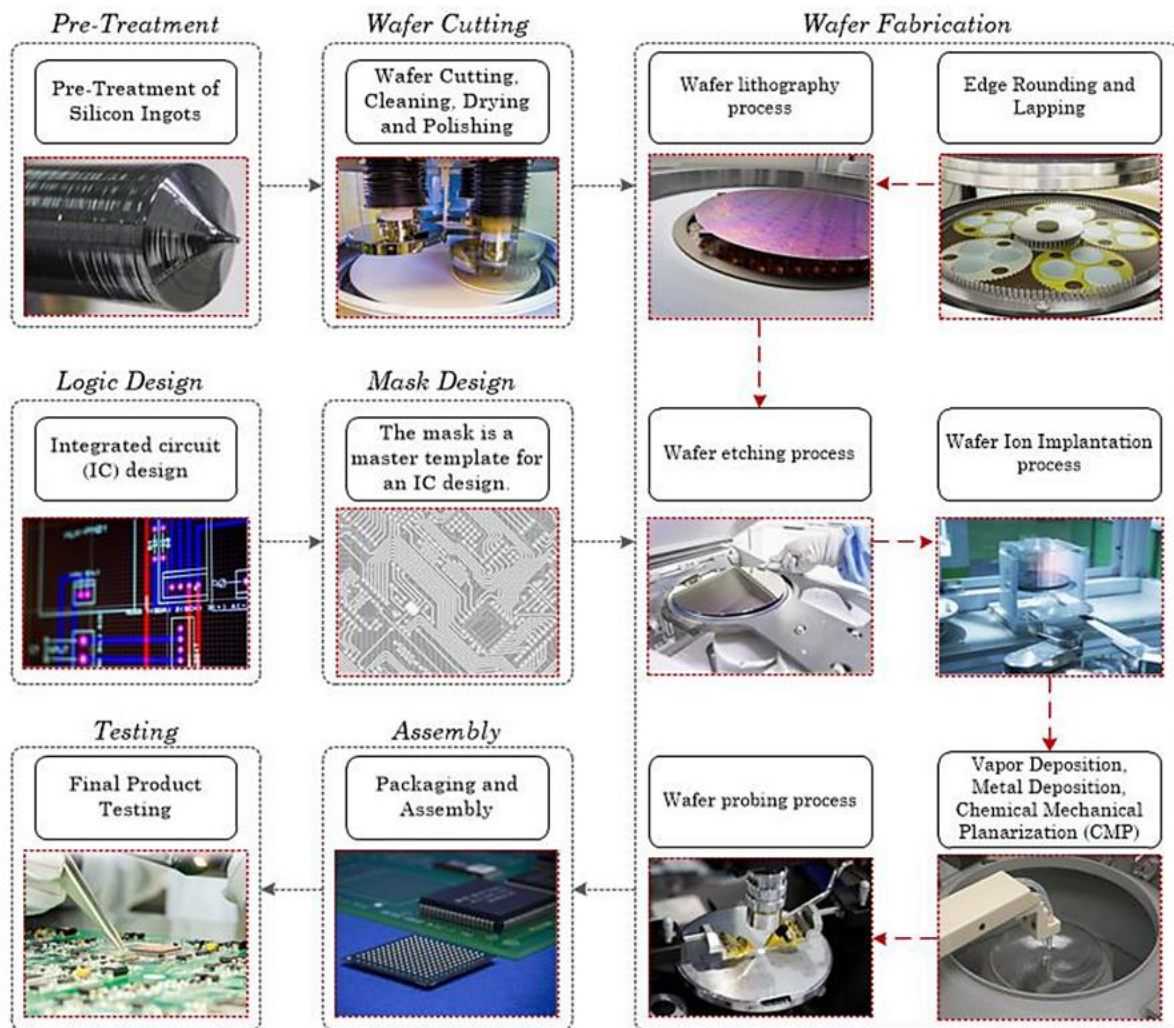 Pre-Treatment
Wafer Cutting
Wafer Fabrication
Pre-Treatment of
Silicon Ingots
Wafer Cutting,
Cleaning, Drying
and Polishing
Wafer lithography
process
Edge Rounding and
Lapping
Logic Design
Mask Design
Integrated circuit
(IC) design
The mask is a
master template for
an IC design.
Wafer etching process
Wafer Ion Implantation
process
Testing
Assembly
Final Product
Testing
Packaging and
Assembly
Wafer probing process
Vapor Deposition,
Metal Deposition,
Chemical Mechanical
Planarization (CMP)